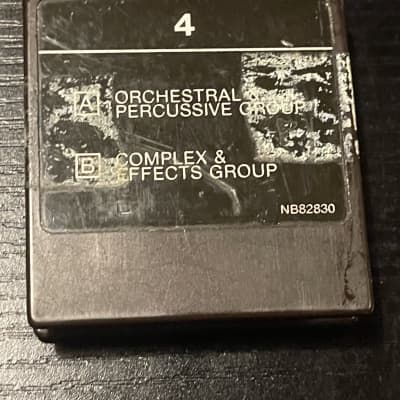 4
A ORCHESTRAL &
PERCUSSIVE GROUP
B COMPLEX &
EFFECTS GROUP
NB82830